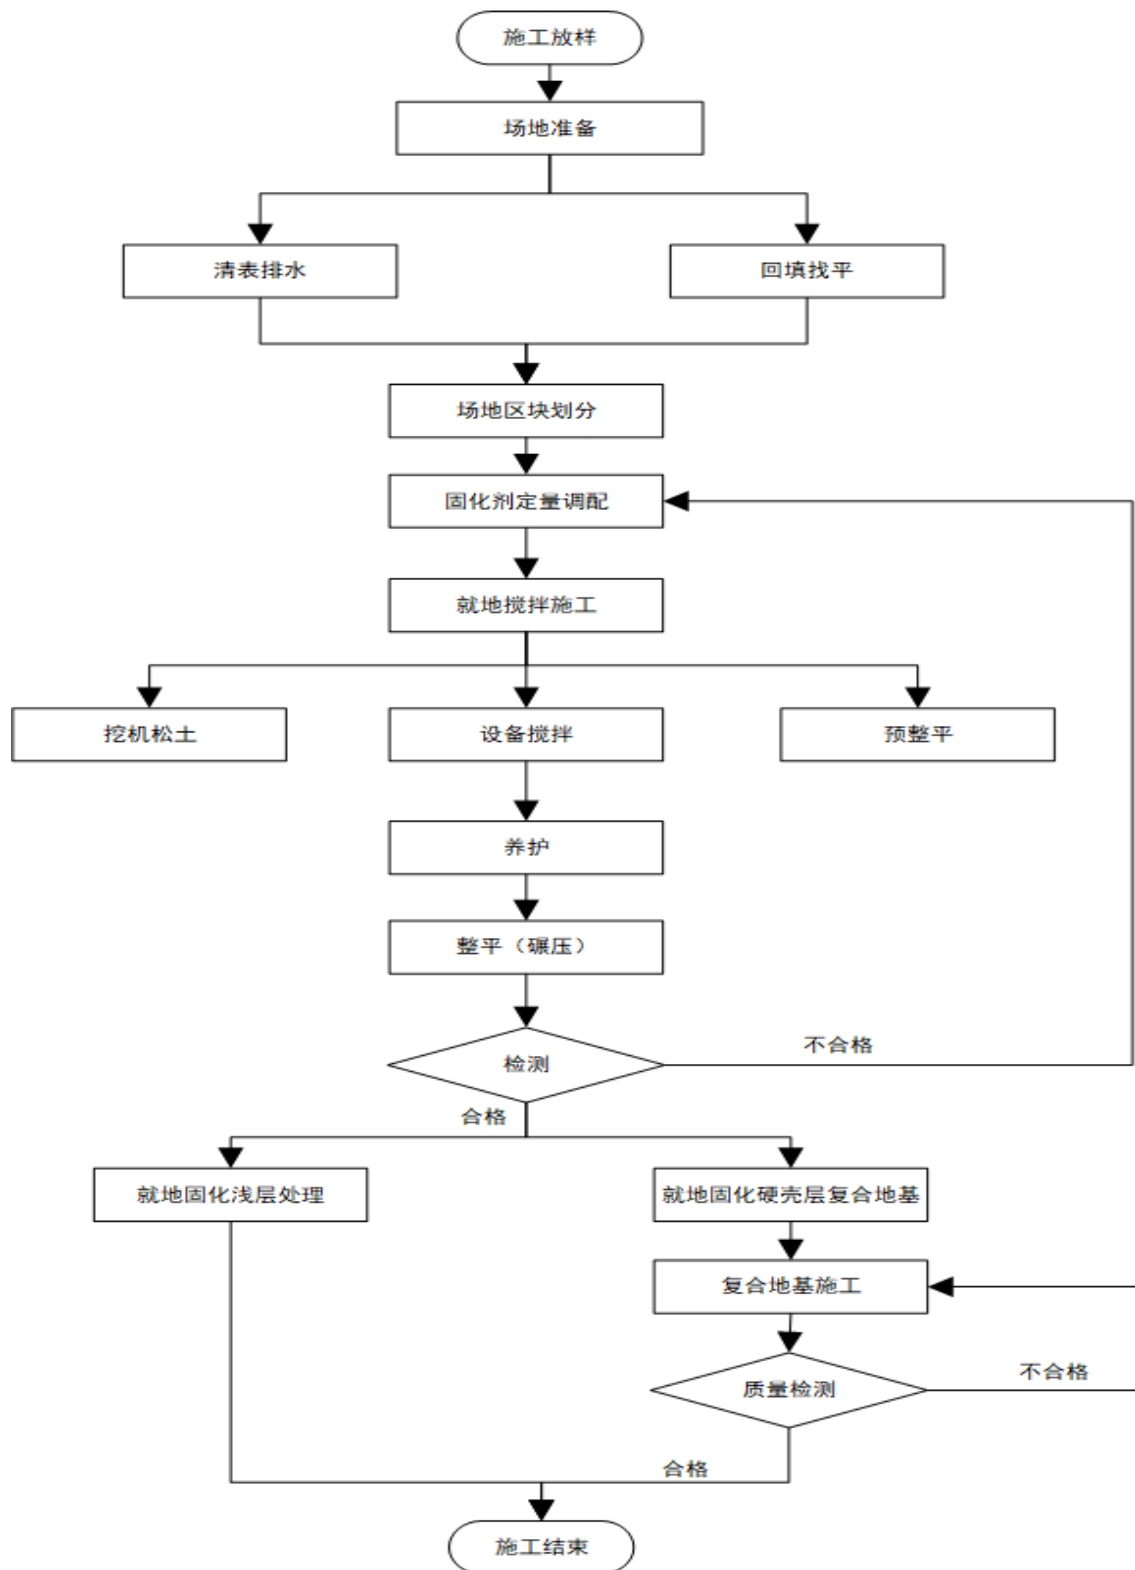 施工放样
场地准备
清表排水
回填找平
场地区块划分
固化剂定量调配
就地搅拌施工
挖机松土
设备搅拌
预整平
养护
整平（碾压）
检测
不合格
合格
就地固化浅层处理
就地固化硬壳层复合地基
复合地基施工
质量检测
不合格
合格
施工结束